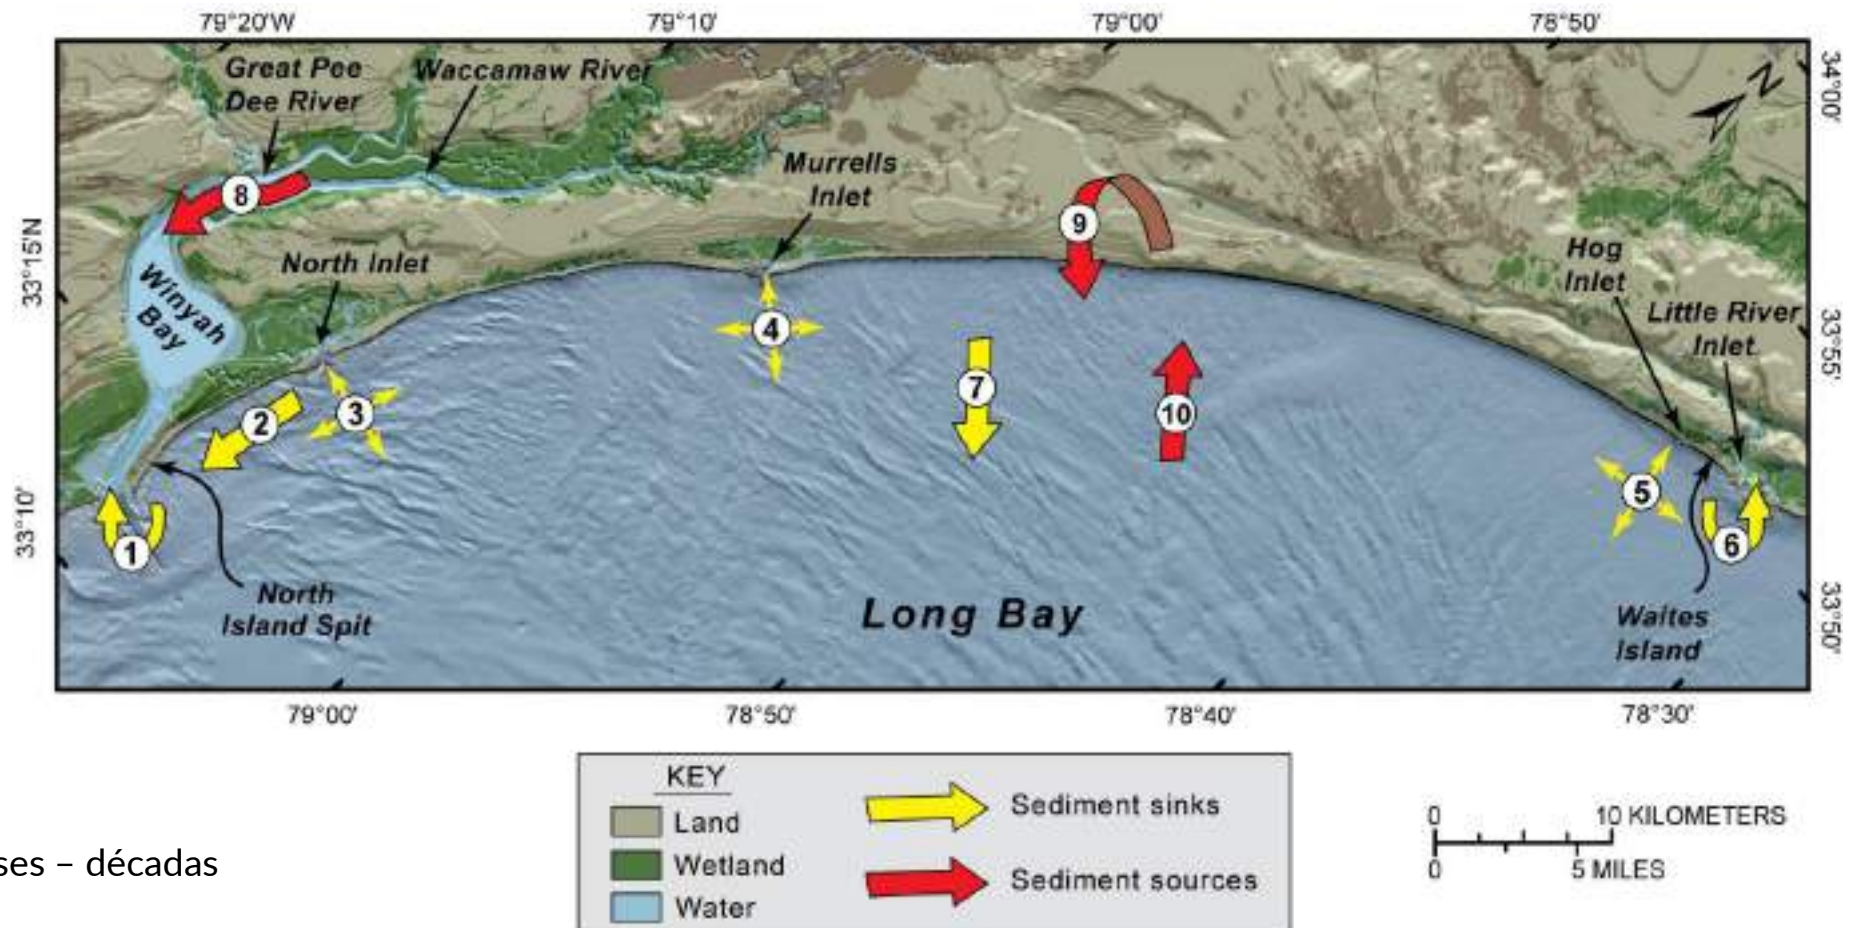 79°20'W
79°10'
79°00'
78°50'
Great Pee
Dee River
Waccamaw River
N
34°00'
8
Murrells
Inlet
9
33°15'N
North Inlet
Hog
Inlet
Winyah
Bay
Little River
Inlet
33°55'
4
7
2
3
10
5
33°10'
1
6
North
Island Spit
Long Bay
Waites
Island
33°50'
79°00'
78°50'
78°40'
78°30'
KEY
Land
Wetland
Water
Sediment sinks
Sediment sources
0
10 KILOMETERS
0
5 MILES
ses – décadas